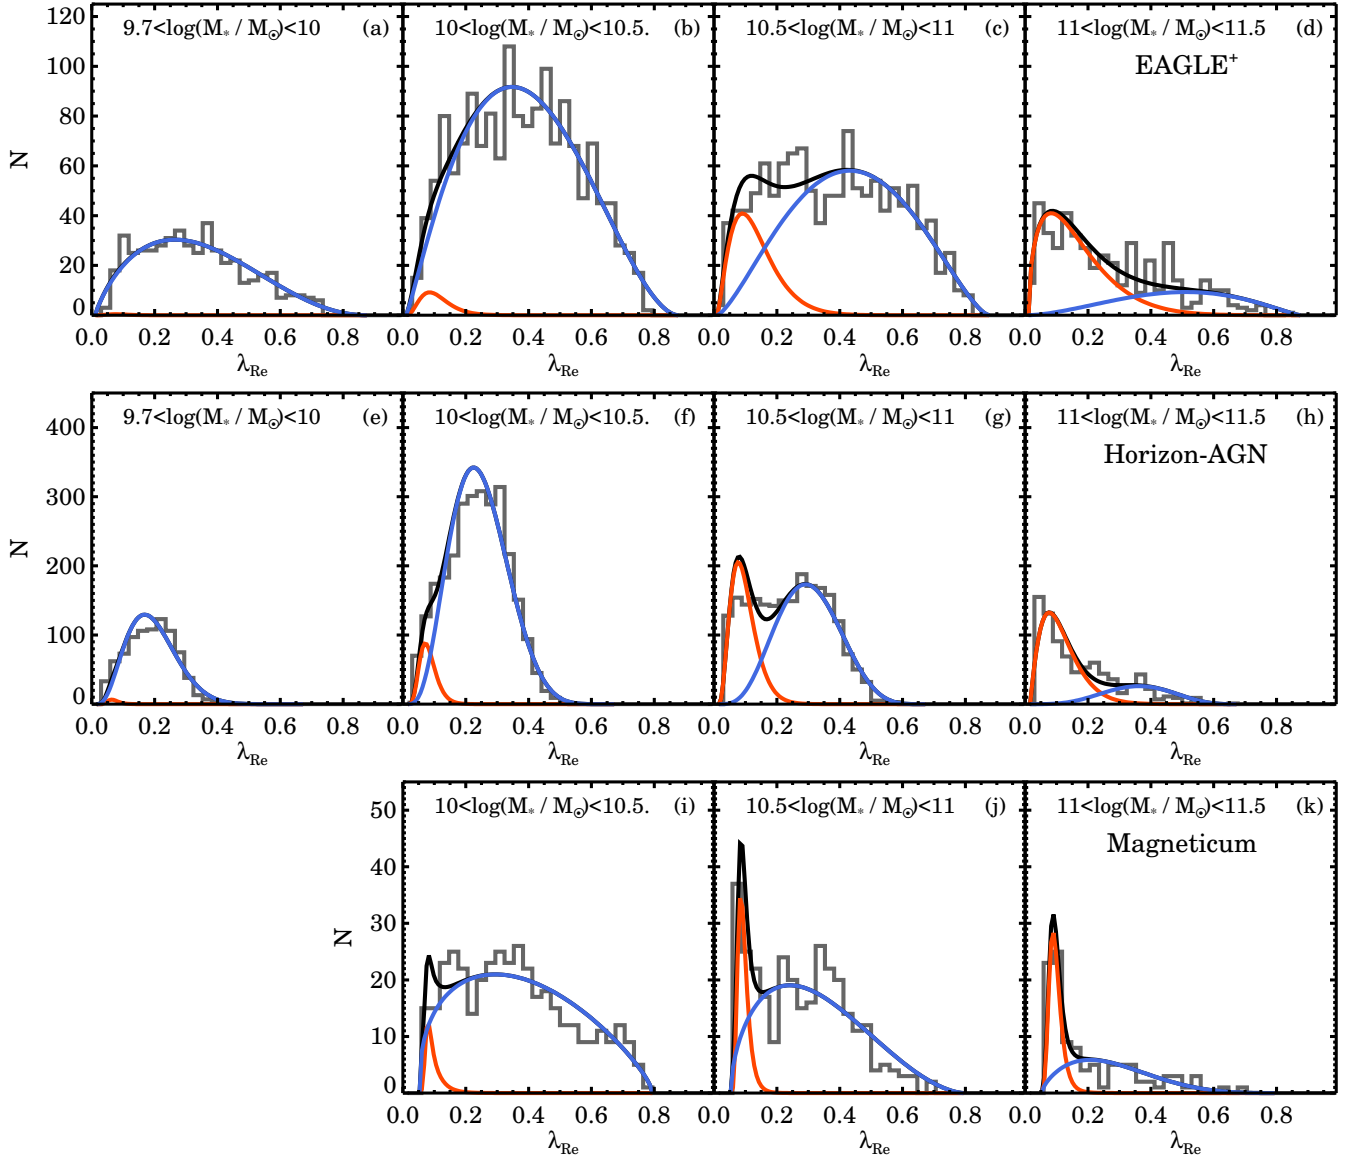 9.7<log(M* / M⊙)<10 (a)
10<log(M* / M⊙)<10.5. (b)
10.5<log(M* / M⊙)<11 (c)
11<log(M* / M⊙)<11.5 (d)
EAGLE+
120
100
80
60
40
20
0
N
0.0 0.2 0.4 0.6 0.8
0.0 0.2 0.4 0.6 0.8
0.0 0.2 0.4 0.6 0.8
0.0 0.2 0.4 0.6 0.8
λRe
λRe
λRe
λRe
9.7<log(M* / M⊙)<10 (e)
10<log(M* / M⊙)<10.5. (f)
10.5<log(M* / M⊙)<11 (g)
11<log(M* / M⊙)<11.5 (h)
Horizon-AGN
400
300
200
100
0
N
0.0 0.2 0.4 0.6 0.8
0.0 0.2 0.4 0.6 0.8
0.0 0.2 0.4 0.6 0.8
0.0 0.2 0.4 0.6 0.8
λRe
λRe
λRe
λRe
10<log(M* / M⊙)<10.5. (i)
10.5<log(M* / M⊙)<11 (j)
11<log(M* / M⊙)<11.5 (k)
Magneticum
50
40
30
20
10
0
N
0.0 0.2 0.4 0.6 0.8
0.0 0.2 0.4 0.6 0.8
0.0 0.2 0.4 0.6 0.8
λRe
λRe
λRe